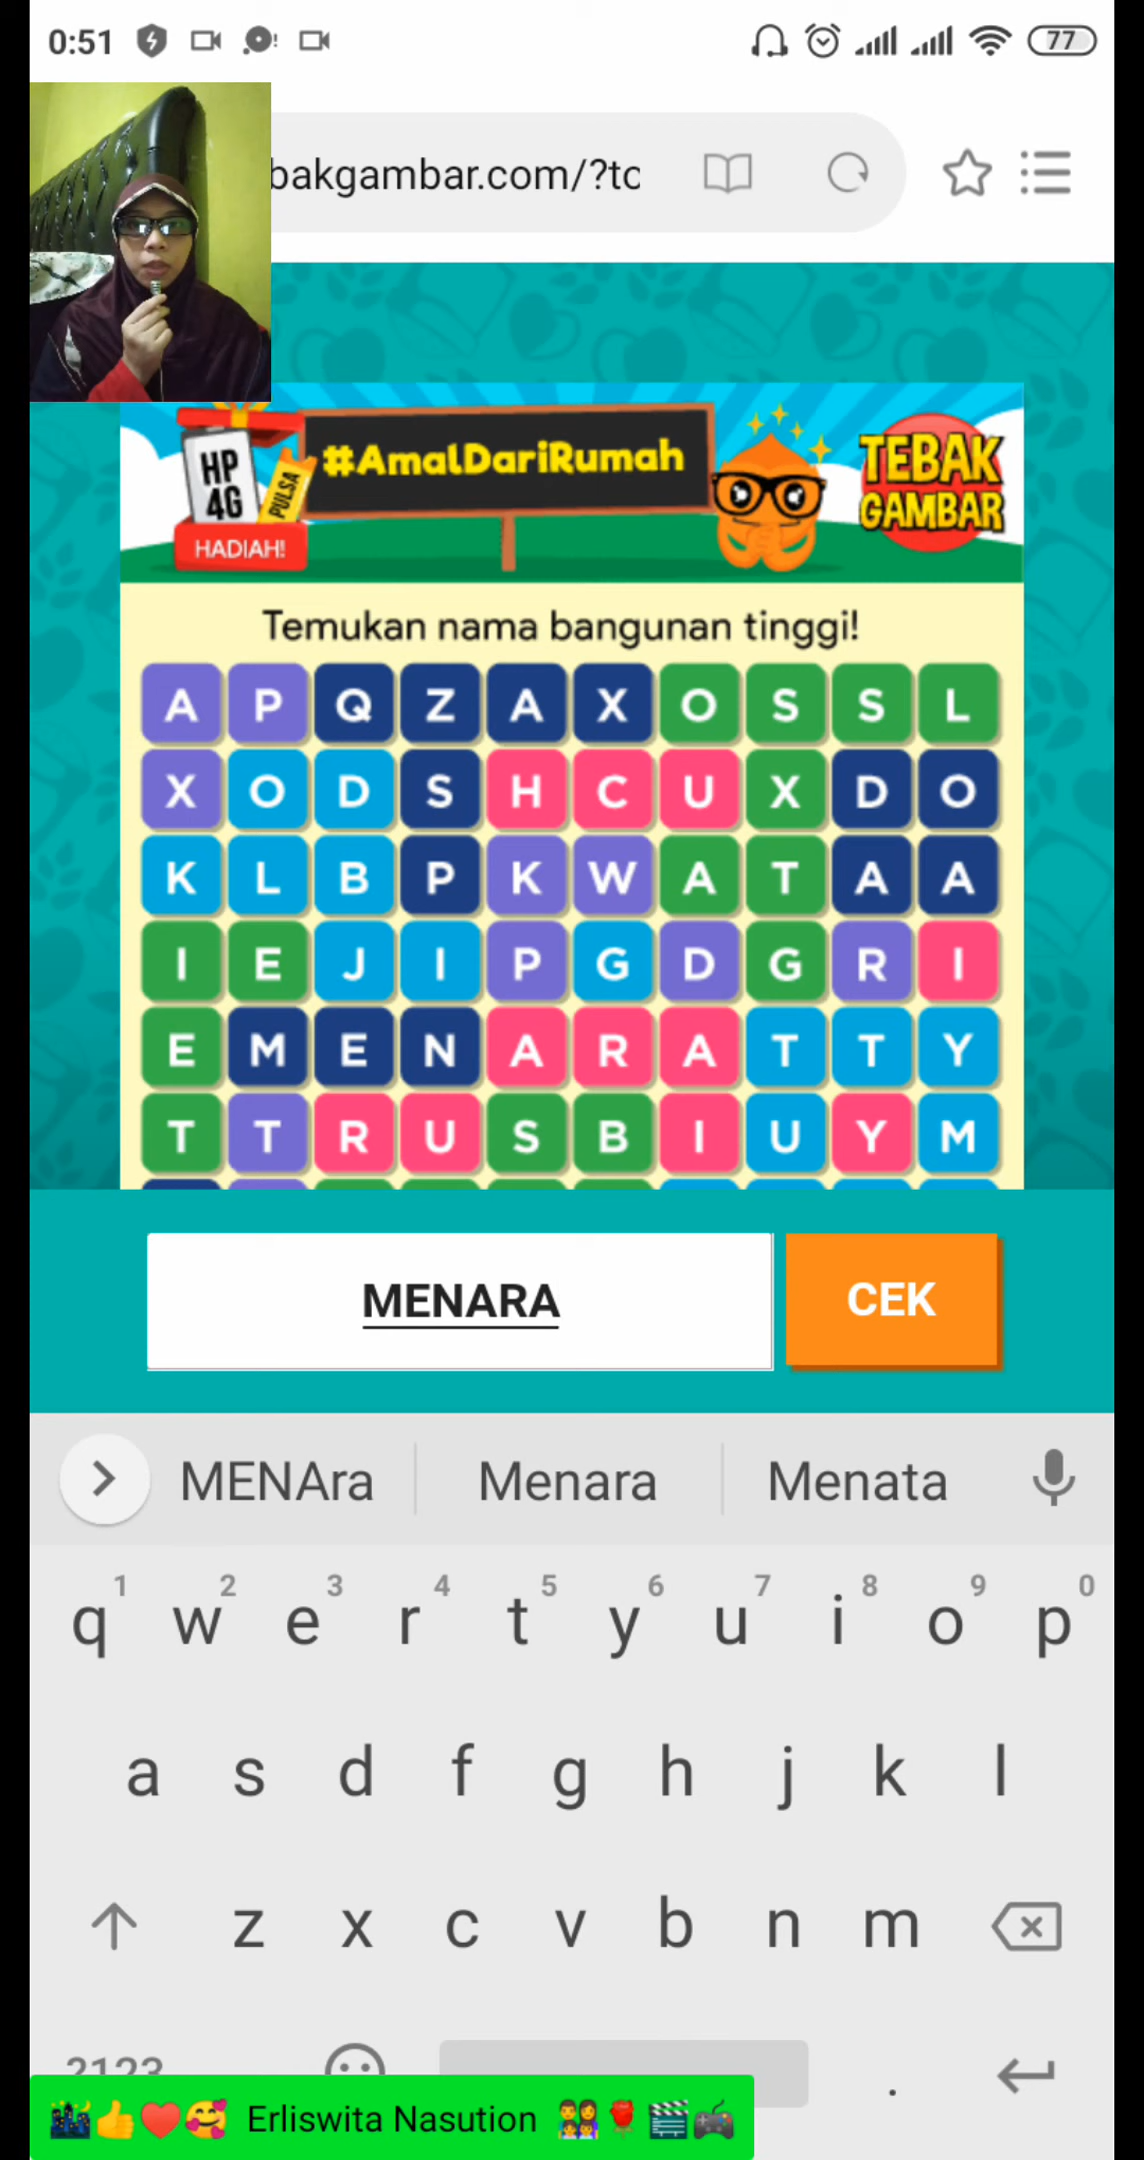 0:51
77
bakgambar.com/?to
HP
4G
PULSA
HADIAH!
#AmalDariRumah
TEBAK
GAMBAR
Temukan nama bangunan tinggi!
A P Q Z A X O S S L
X O D S H C U X D O
K L B P K W A T A A
I E J I P G D G R I
E M E N A R A T T Y
T T R U S B I U Y M
MENARA
CEK
MENAra
Menara
Menata
1 2 3 4 5 6 7 8 9 0
q w e r t y u i o p
a s d f g h j k l
z x c v b n m
.
Erliswita Nasution